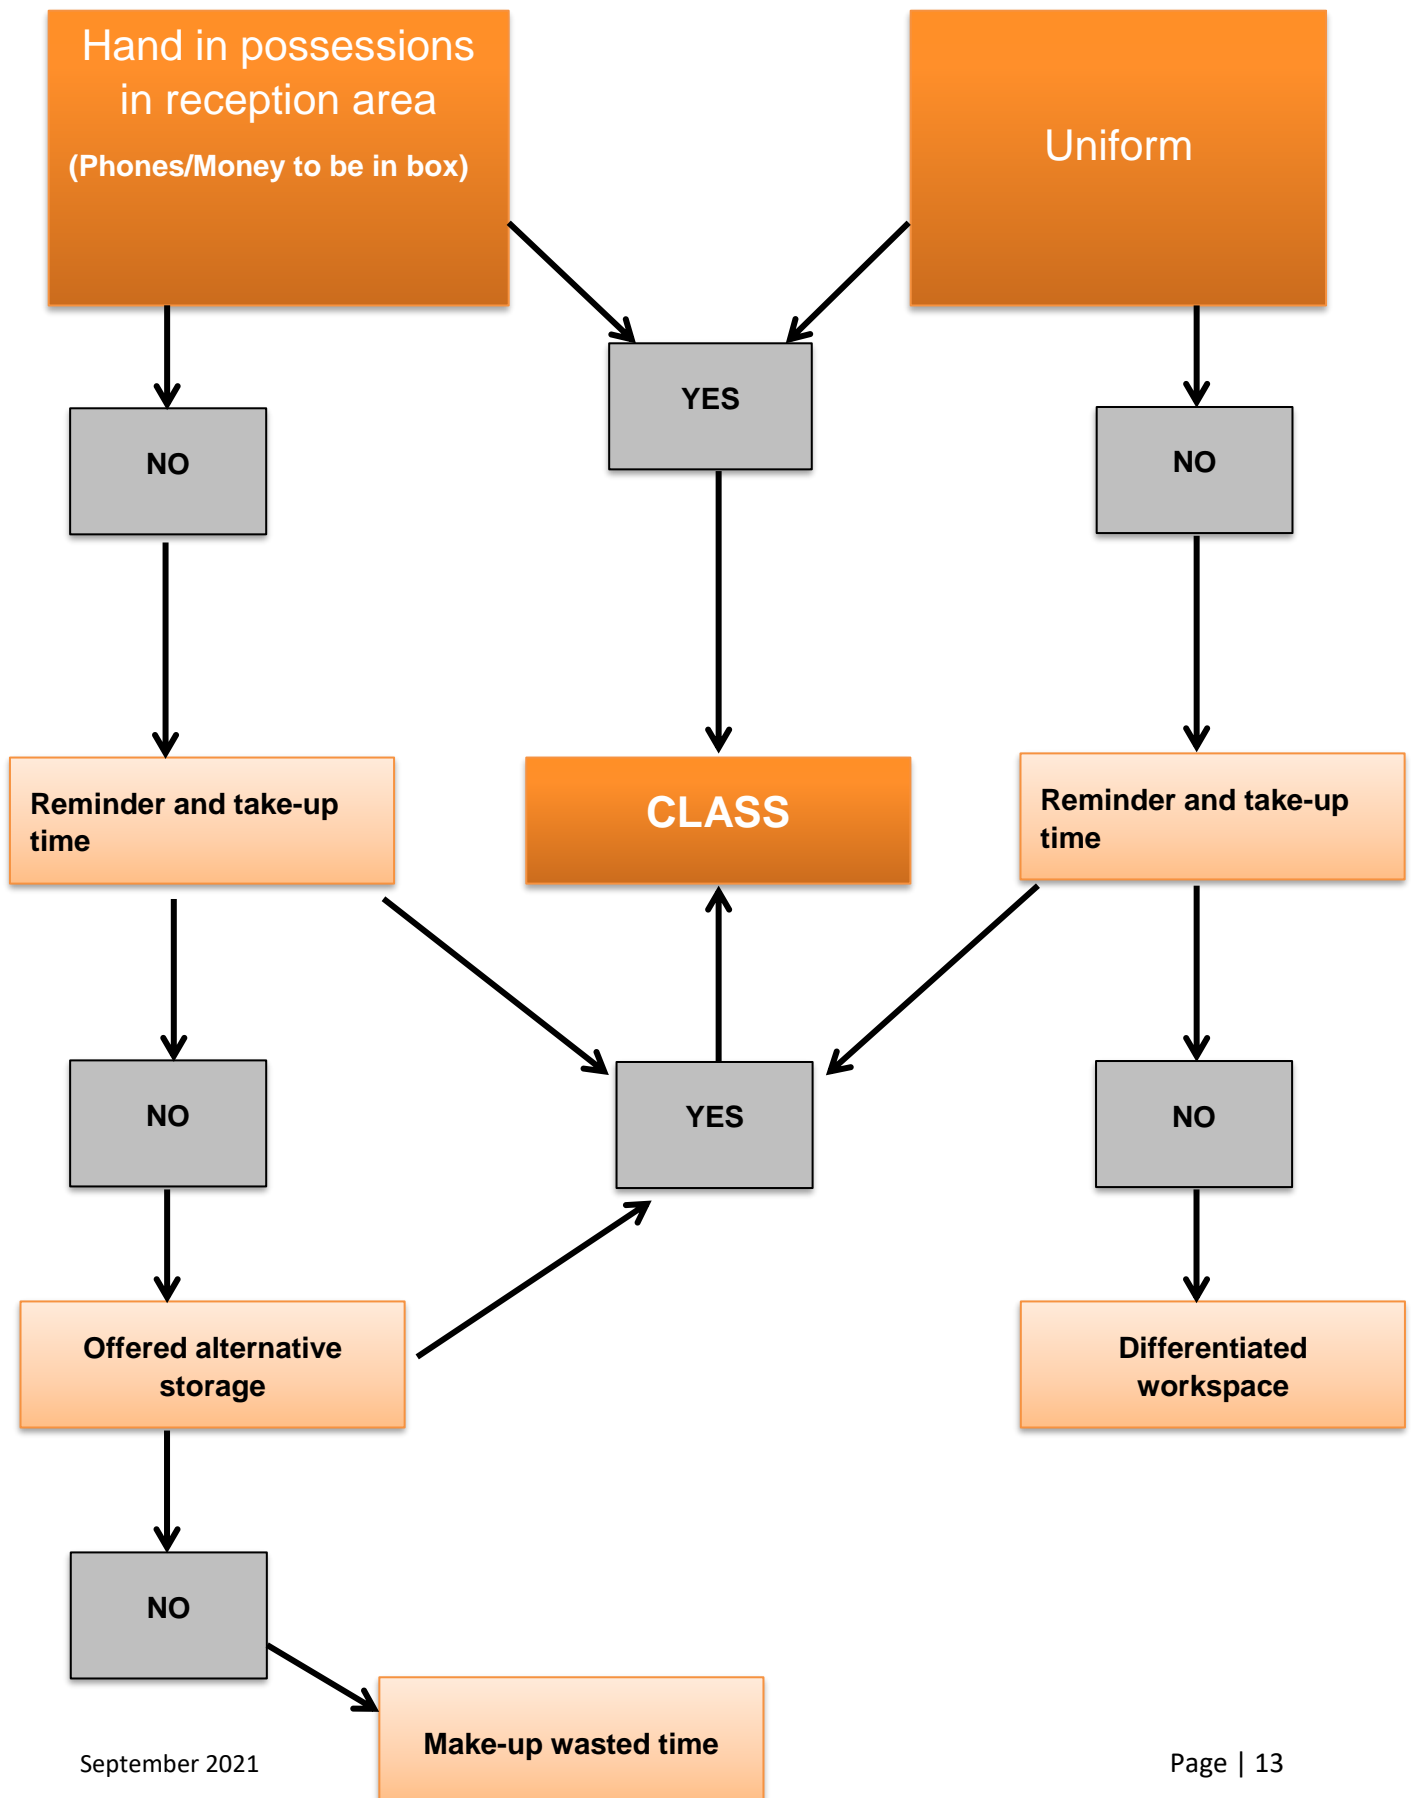 Hand in possessions
in reception area
(Phones/Money to be in box)
Uniform
YES
NO
NO
Reminder and take-up
time
CLASS
Reminder and take-up
time
NO
YES
NO
Offered alternative
storage
Differentiated
workspace
NO
Make-up wasted time
September 2021
Page | 13